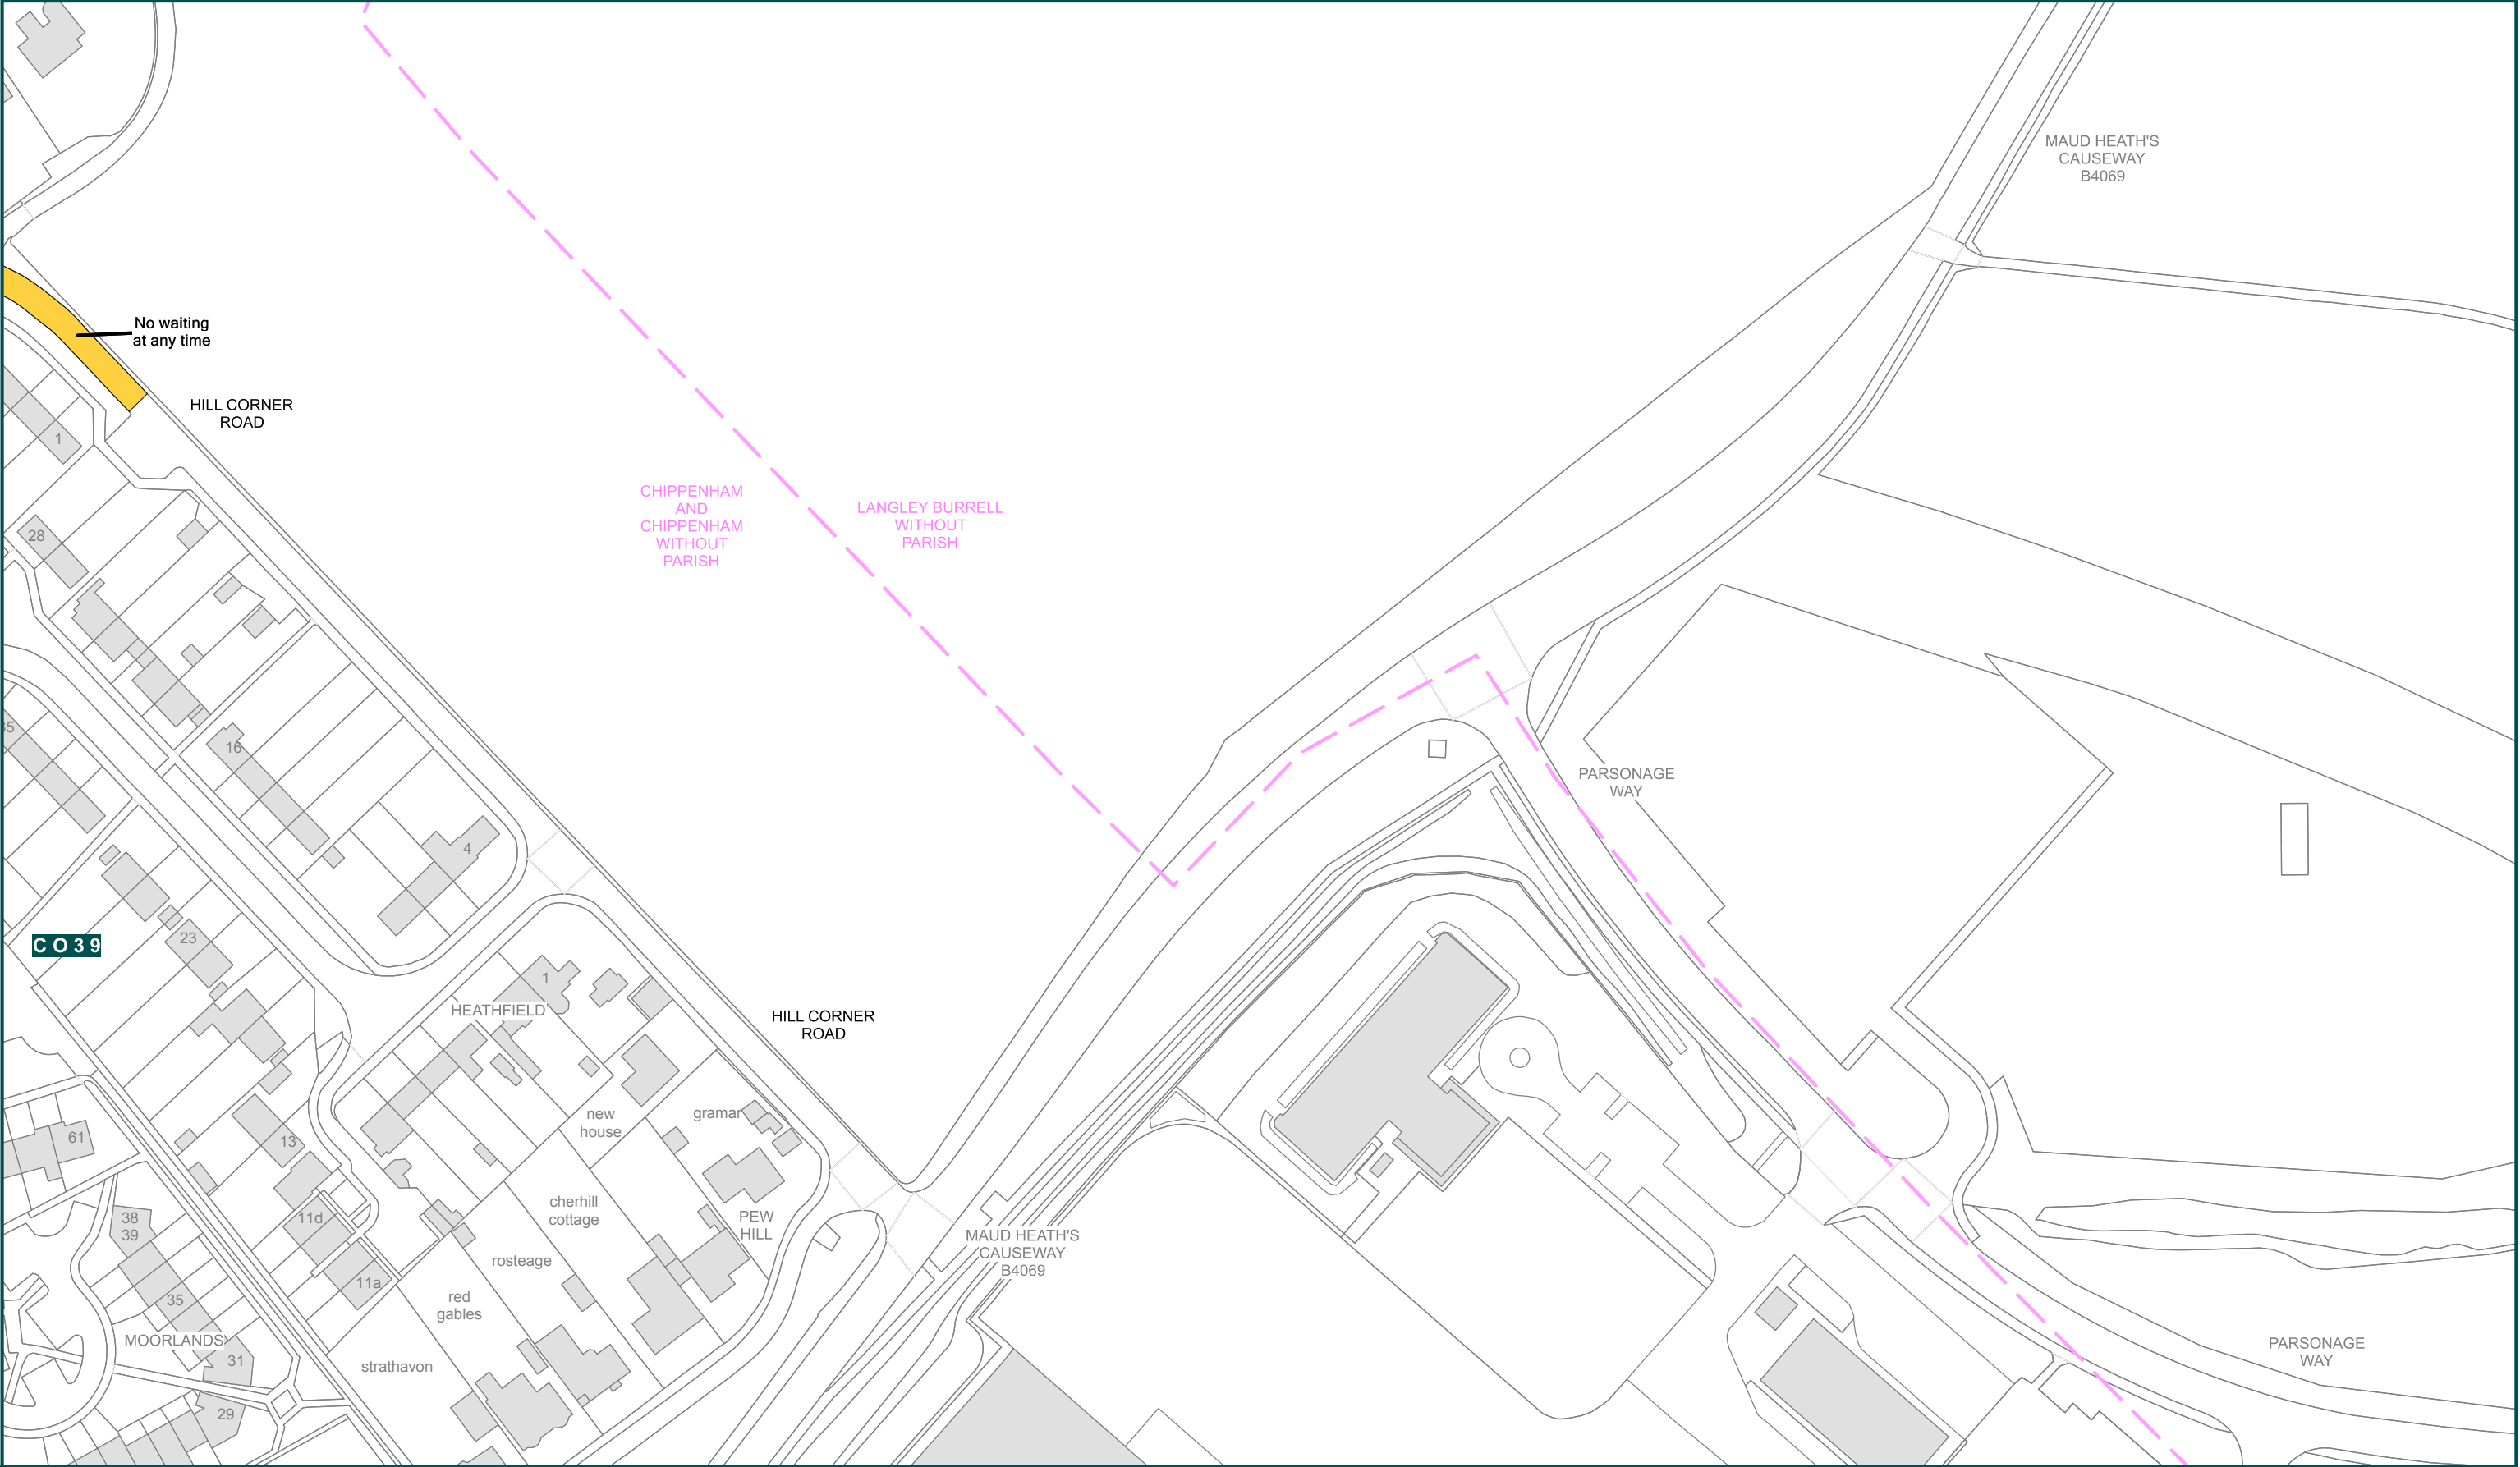 MAUD HEATH'S
CAUSEWAY
B4069
No waiting
at any time
HILL CORNER
ROAD
1
CHIPPENHAM
AND
CHIPPENHAM
WITHOUT
PARISH
LANGLEY BURRELL
WITHOUT
PARISH
28
35
16
PARSONAGE
WAY
4
CO39
23
1
HEATHFIELD
HILL CORNER
ROAD
new
house
gramar
61
13
38
39
11d
cherhill
cottage
PEW
HILL
MAUD HEATH'S
CAUSEWAY
B4069
rosteage
11a
35
red
gables
MOORLANDS
31
strathavon
29
PARSONAGE
WAY